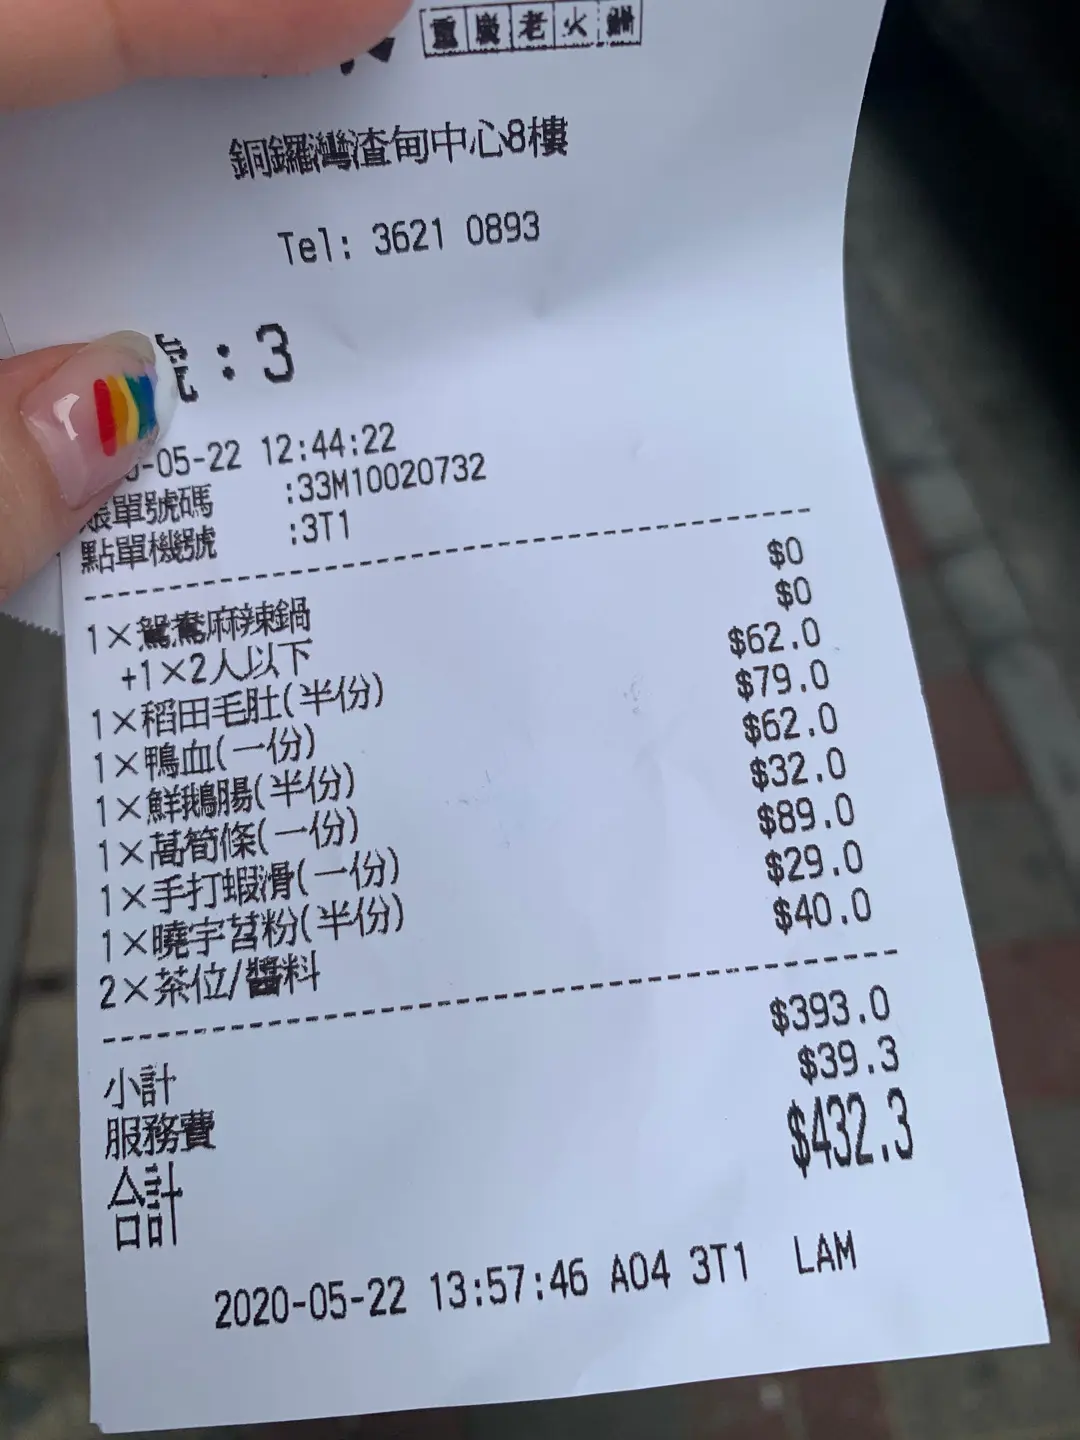 重慶老火鍋
銅鑼灣渣甸中心8樓
Tel: 3621 0893
號:3
-05-22 12:44:22
賬單號碼 :33M10020732
點單機號 :3T1
1×鴛鴦麻辣鍋 $0
+1×2人以下 $0
1×稻田毛肚(半份) $62.0
1×鴨血(一份) $79.0
1×鮮鵝腸(半份) $62.0
1×萵筍條(一份) $32.0
1×手打蝦滑(一份) $89.0
1×曉宇苕粉(半份) $29.0
2×茶位/醬料 $40.0
小計 $393.0
服務費 $39.3
合計 $432.3
2020-05-22 13:57:46 A04 3T1 LAM